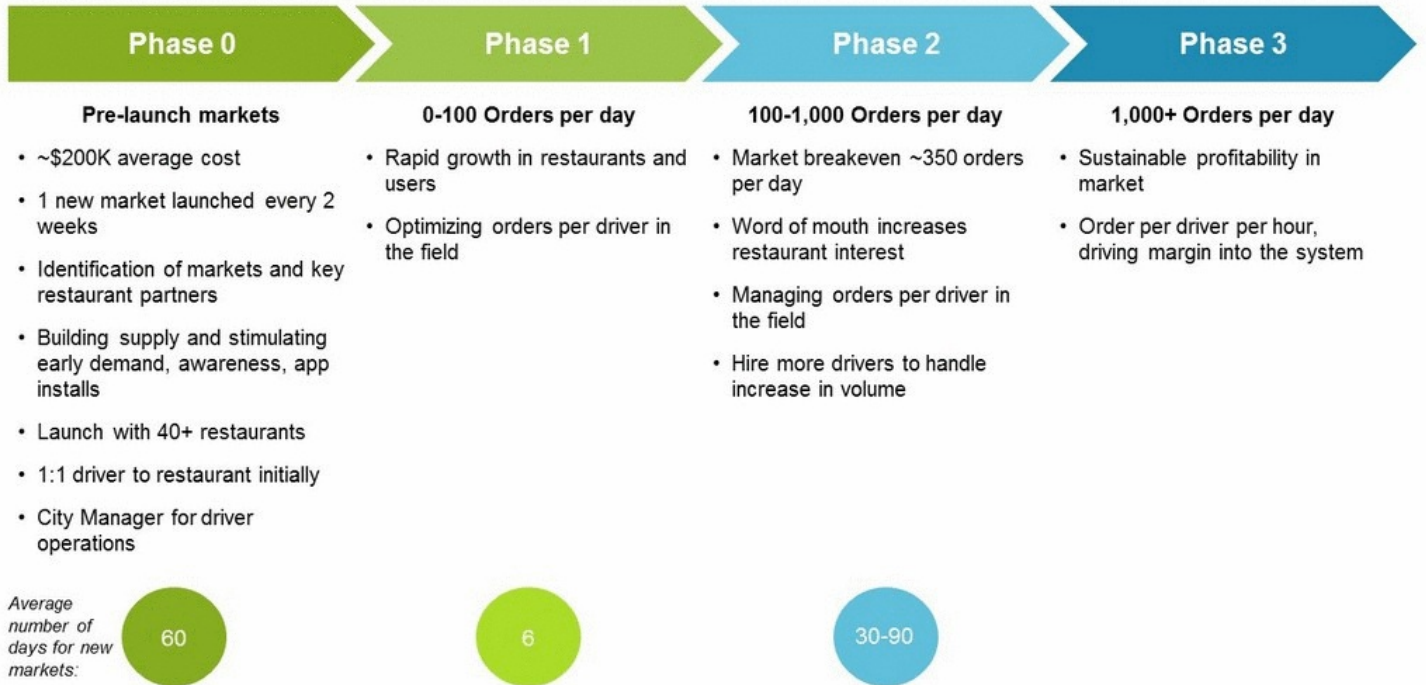 Phase 0
Phase 1
Phase 2
Phase 3
Pre-launch markets
• ~$200K average cost
• 1 new market launched every 2
weeks
• Identification of markets and key
restaurant partners
• Building supply and stimulating
early demand, awareness, app
installs
• Launch with 40+ restaurants
• 1:1 driver to restaurant initially
• City Manager for driver
operations
0-100 Orders per day
• Rapid growth in restaurants and
users
• Optimizing orders per driver in
the field
100-1,000 Orders per day
• Market breakeven ~350 orders
per day
• Word of mouth increases
restaurant interest
• Managing orders per driver in
the field
• Hire more drivers to handle
increase in volume
1,000+ Orders per day
• Sustainable profitability in
market
• Order per driver per hour,
driving margin into the system
Average
number of
days for new
markets:
60
6
30-90